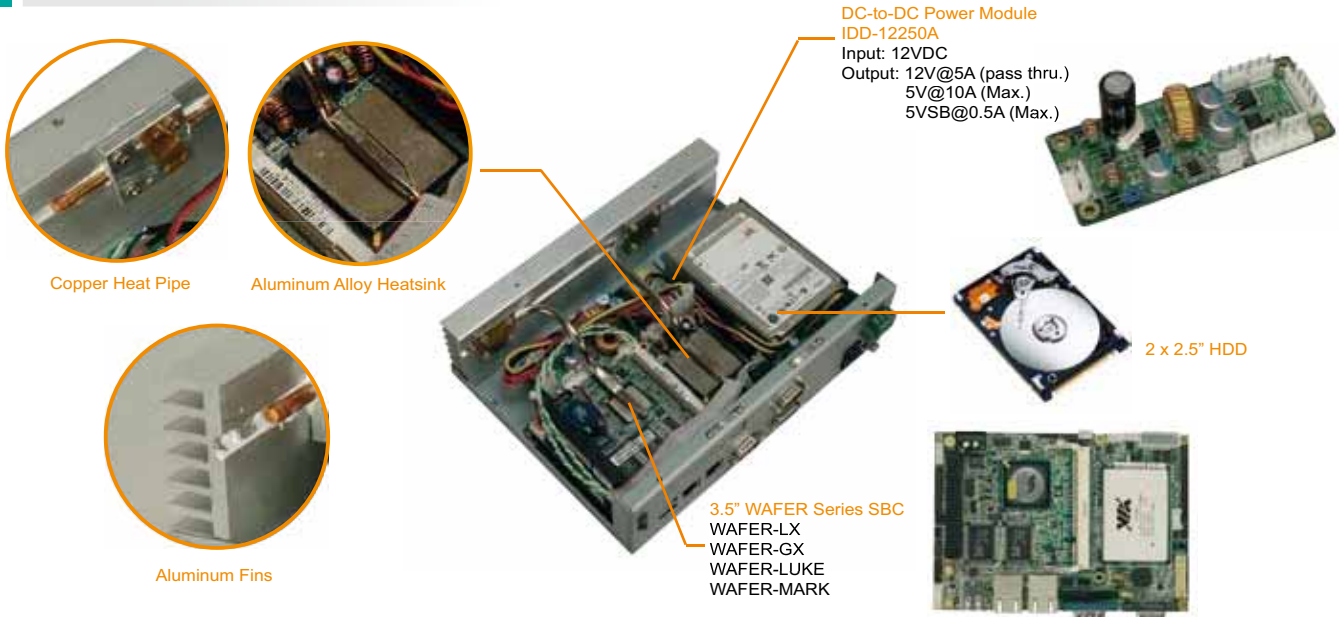 DC-to-DC Power Module
IDD-12250A
Input: 12VDC
Output: 12V@5A (pass thru.)
5V@10A (Max.)
5VSB@0.5A (Max.)
Copper Heat Pipe
Aluminum Alloy Heatsink
2 x 2.5” HDD
3.5” WAFER Series SBC
WAFER-LX
WAFER-GX
WAFER-LUKE
WAFER-MARK
Aluminum Fins
VIA